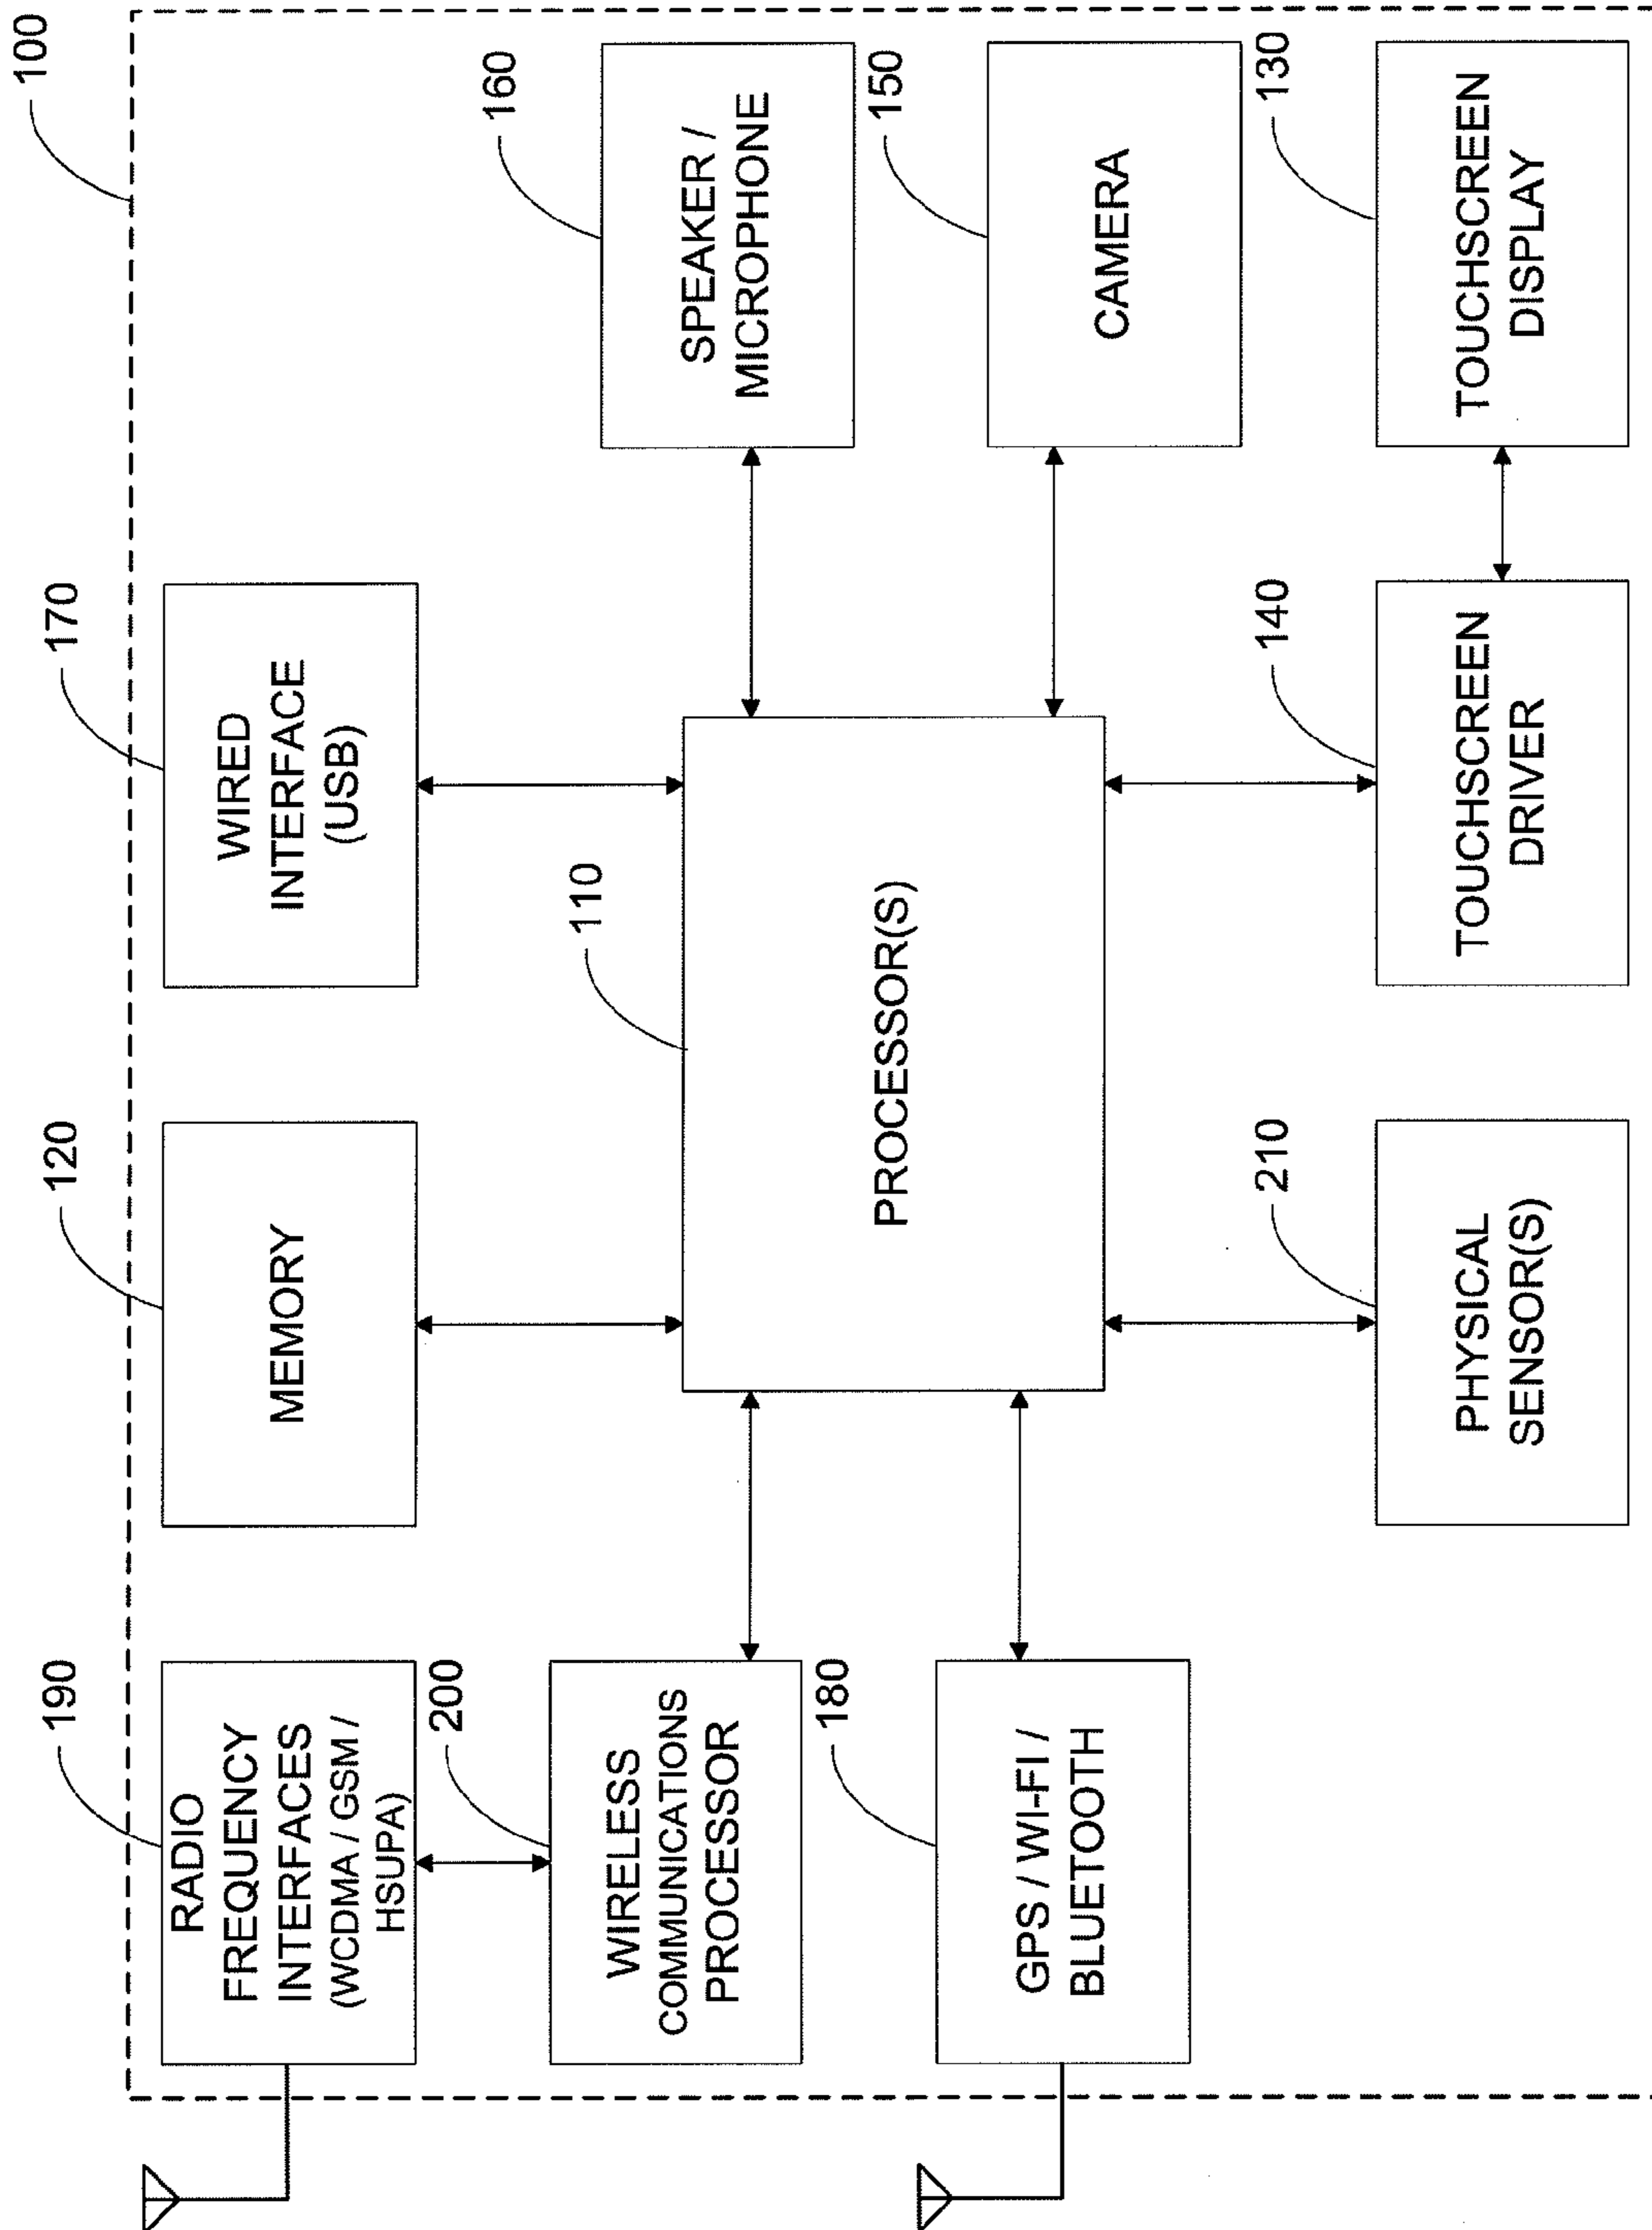 100
190
RADIO
FREQUENCY
INTERFACES
(WCDMA / GSM /
HSUPA)
120
MEMORY
170
WIRED
INTERFACE
(USB)
200
WIRELESS
COMMUNICATIONS
PROCESSOR
160
SPEAKER /
MICROPHONE
110
PROCESSOR(S)
180
GPS / WI-FI /
BLUETOOTH
150
CAMERA
210
PHYSICAL
SENSOR(S)
140
TOUCHSCREEN
DRIVER
130
TOUCHSCREEN
DISPLAY